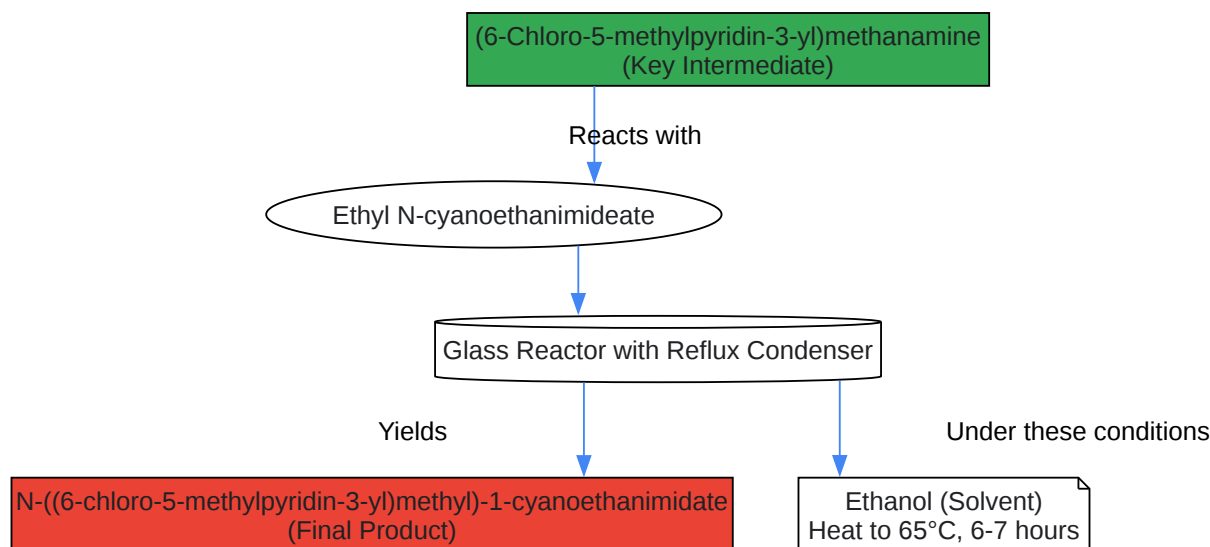 (6-Chloro-5-methylpyridin-3-yl)methanamine
(Key Intermediate)
Reacts with
Ethyl N-cyanoethanimideate
Glass Reactor with Reflux Condenser
Yields
Under these conditions
N-((6-chloro-5-methylpyridin-3-yl)methyl)-1-cyanoethanimidate
(Final Product)
Ethanol (Solvent)
Heat to 65°C, 6-7 hours